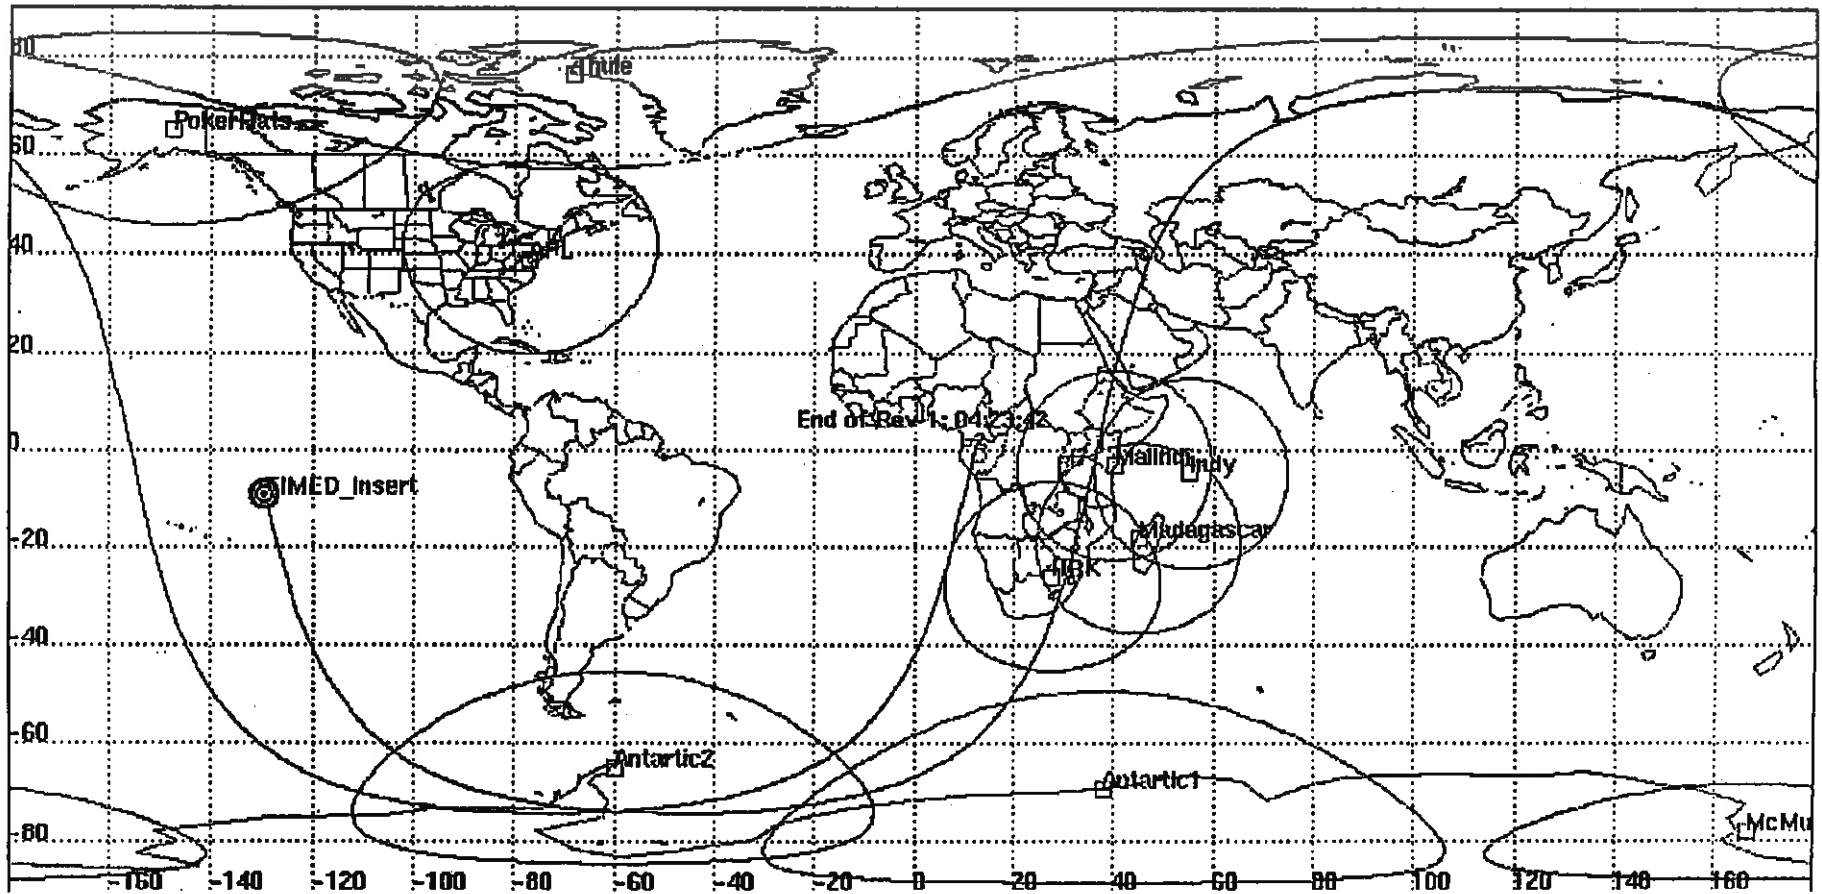 80
Thule
PokerFlats
60
40
20
End of Rev 1: 04:23:42
0
Malindi
Indy
TIMED_Insert
-20
Madagascar
HBK
-40
-60
Antartic2
Antartic1
-80
McMu
-160 -140 -120 -100 -80 -60 -40 -20 0 20 40 60 80 100 120 140 160